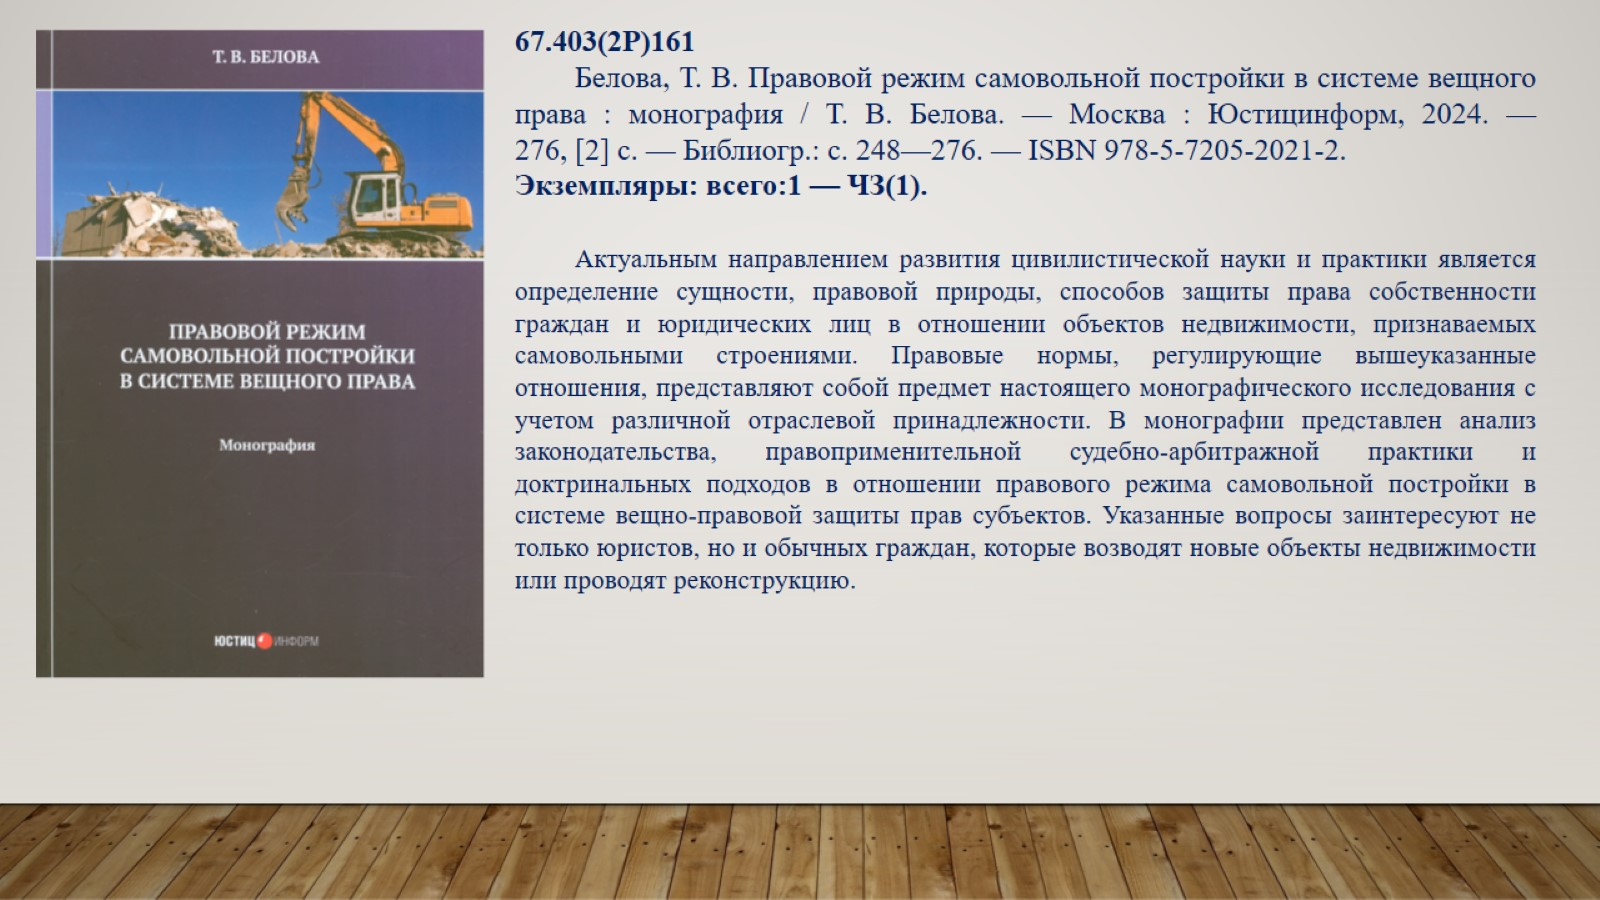 Т. В. БЕЛОВА
ПРАВОВОЙ РЕЖИМ
САМОВОЛЬНОЙ ПОСТРОЙКИ
В СИСТЕМЕ ВЕЩНОГО ПРАВА
Монография
ЮСТИЦИНФОРМ
67.403(2Р)161
Белова, Т. В. Правовой режим самовольной постройки в системе вещного
права : монография / Т. В. Белова. — Москва : Юстицинформ, 2024. —
276, [2] с. — Библиогр.: с. 248—276. — ISBN 978-5-7205-2021-2.
Экземпляры: всего:1 — ЧЗ(1).
Актуальным направлением развития цивилистической науки и практики является
определение сущности, правовой природы, способов защиты права собственности
граждан и юридических лиц в отношении объектов недвижимости, признаваемых
самовольными строениями. Правовые нормы, регулирующие вышеуказанные
отношения, представляют собой предмет настоящего монографического исследования с
учетом различной отраслевой принадлежности. В монографии представлен анализ
законодательства, правоприменительной судебно-арбитражной практики и
доктринальных подходов в отношении правового режима самовольной постройки в
системе вещно-правовой защиты прав субъектов. Указанные вопросы заинтересуют не
только юристов, но и обычных граждан, которые возводят новые объекты недвижимости
или проводят реконструкцию.